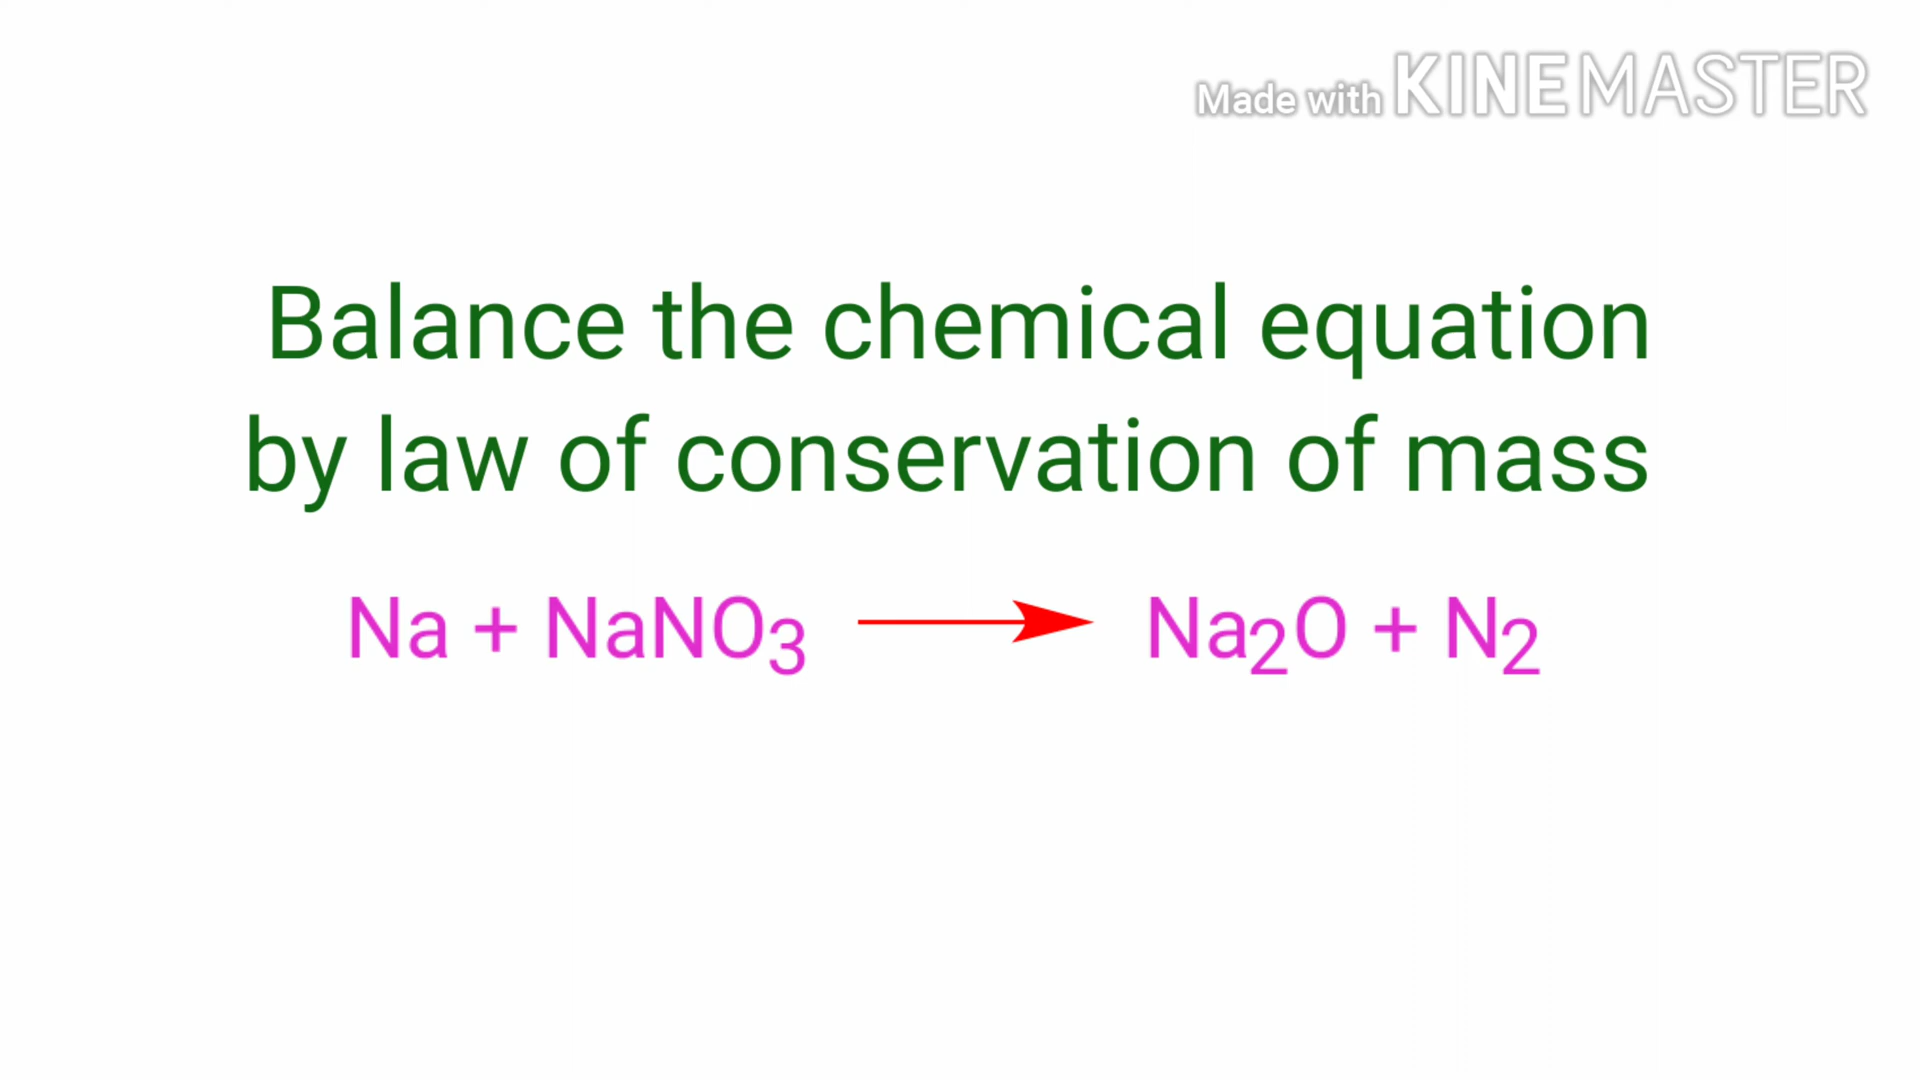 Made with KINEMASTER
Balance the chemical equation
by law of conservation of mass
Na + NaNO₃ ⟶ Na₂O + N₂